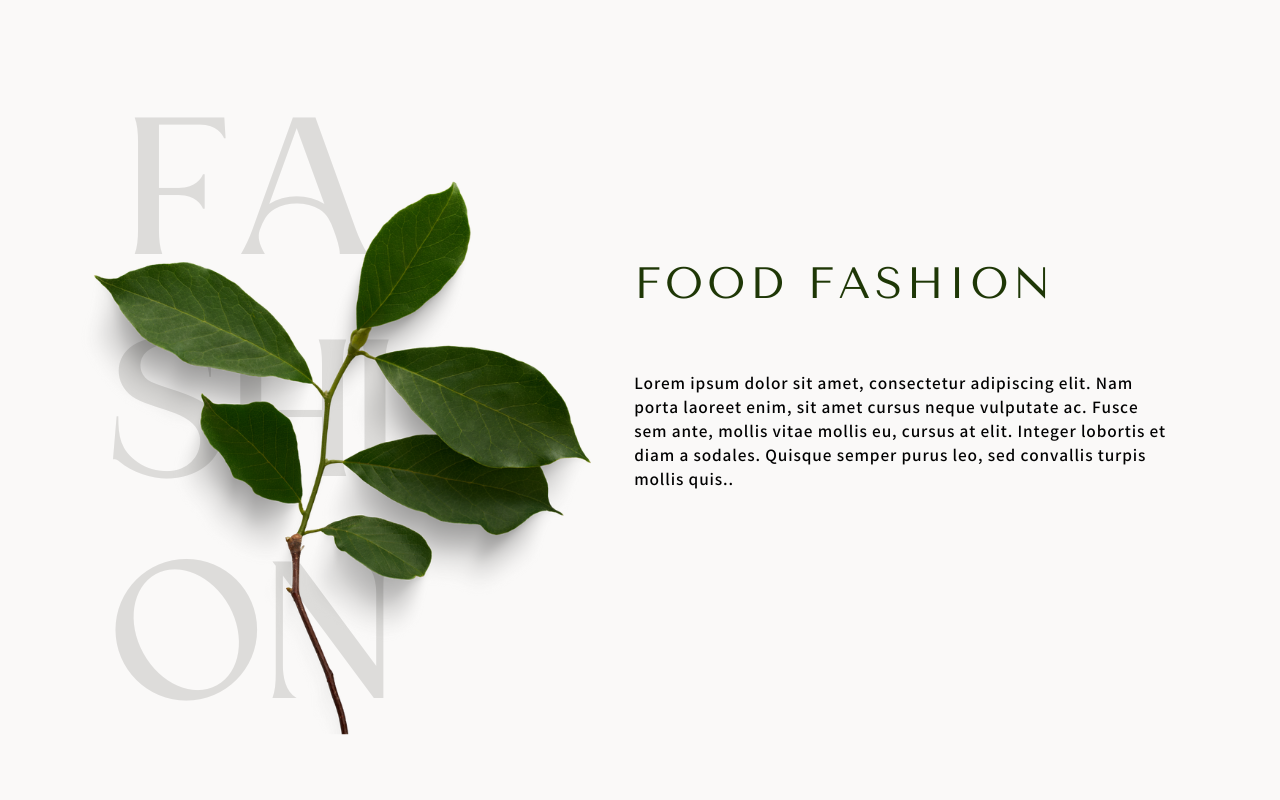 FA
SHI
ON
FOOD FASHION
Lorem ipsum dolor sit amet, consectetur adipiscing elit. Nam
porta laoreet enim, sit amet cursus neque vulputate ac. Fusce
sem ante, mollis vitae mollis eu, cursus at elit. Integer lobortis et
diam a sodales. Quisque semper purus leo, sed convallis turpis
mollis quis..